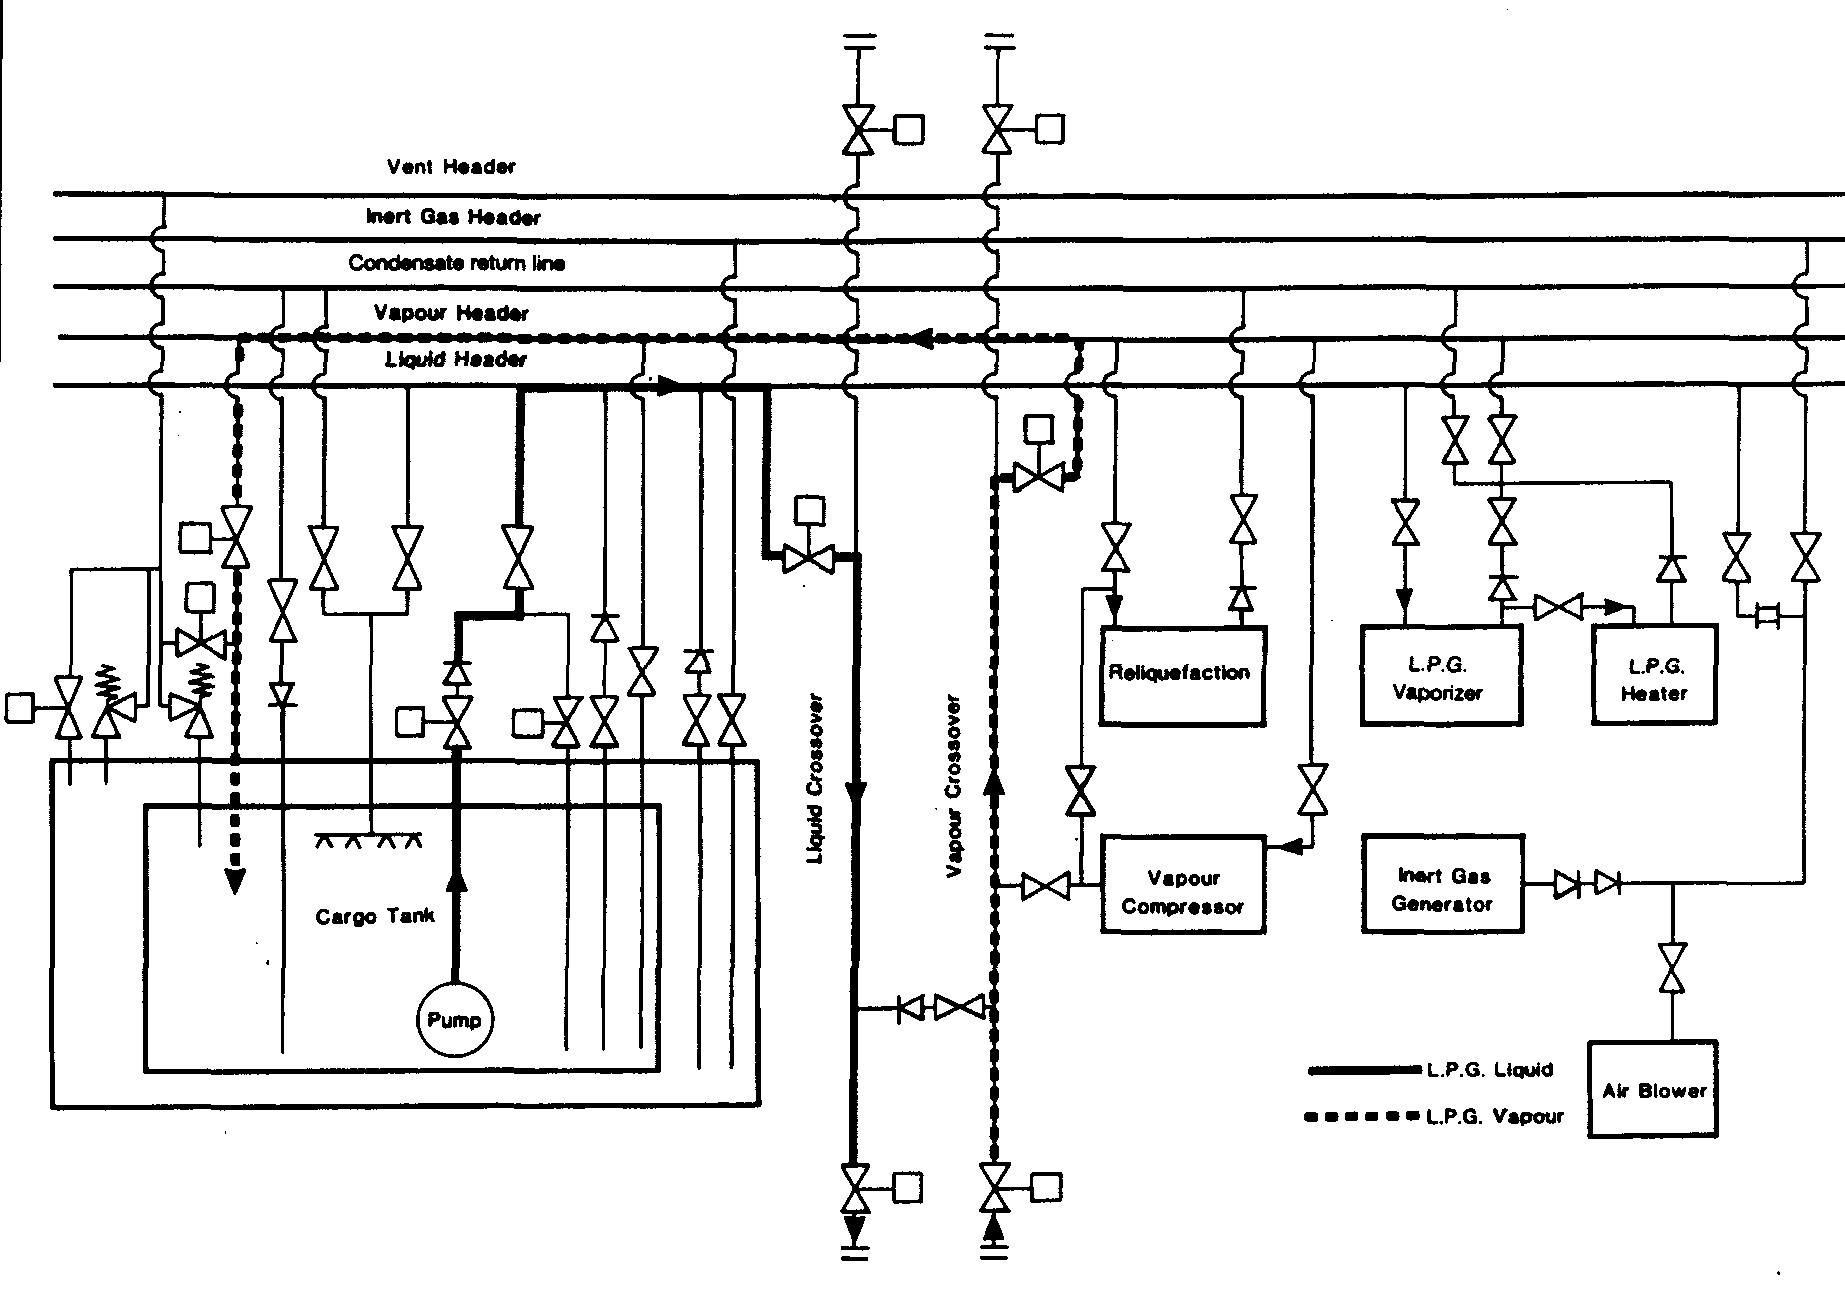 Vent Header
Inert Gas Header
Condensate return line
Vapour Header
Liquid Header
Reliquefaction
L.P.G.
Vaporizer
L.P.G.
Heater
Liquid Crossover
Vapour Crossover
Vapour
Compressor
Inert Gas
Generator
Cargo Tank
Pump
L.P.G. Liquid
L.P.G. Vapour
Air Blower